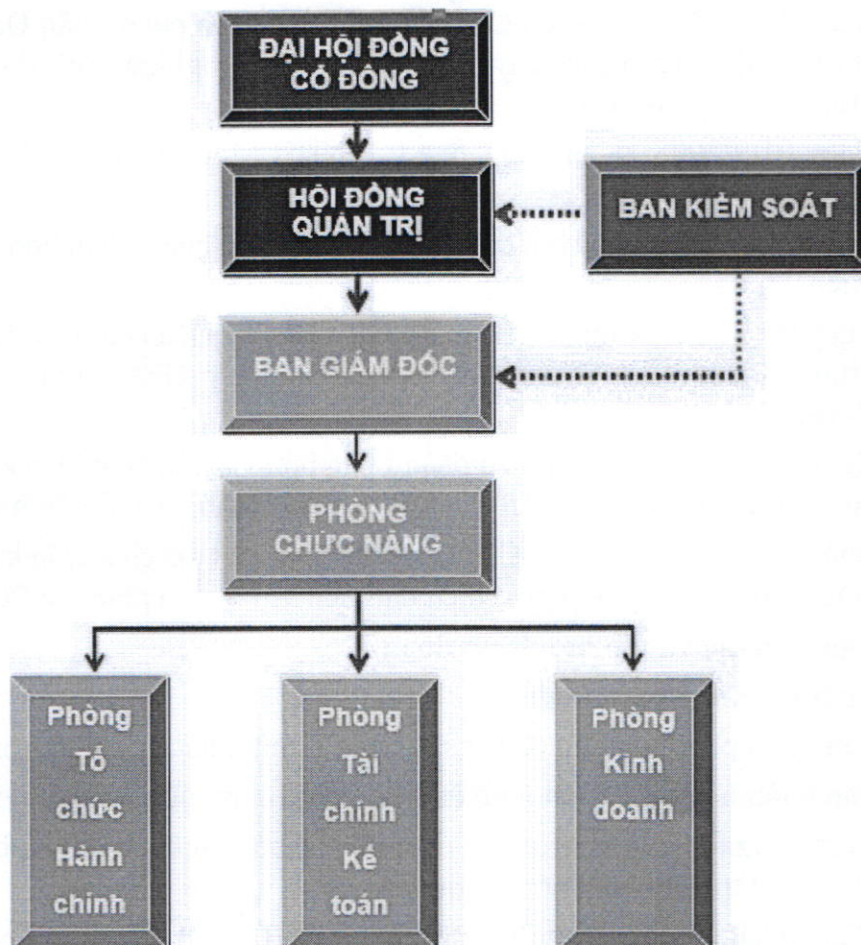 ĐẠI HỘI ĐỒNG
CỔ ĐÔNG
HỘI ĐỒNG
QUẢN TRỊ
BAN KIỂM SOÁT
BAN GIÁM ĐỐC
PHÒNG
CHỨC NĂNG
Phòng
Tổ
chức
Hành
chính
Phòng
Tài
chính
Kế
toán
Phòng
Kinh
doanh